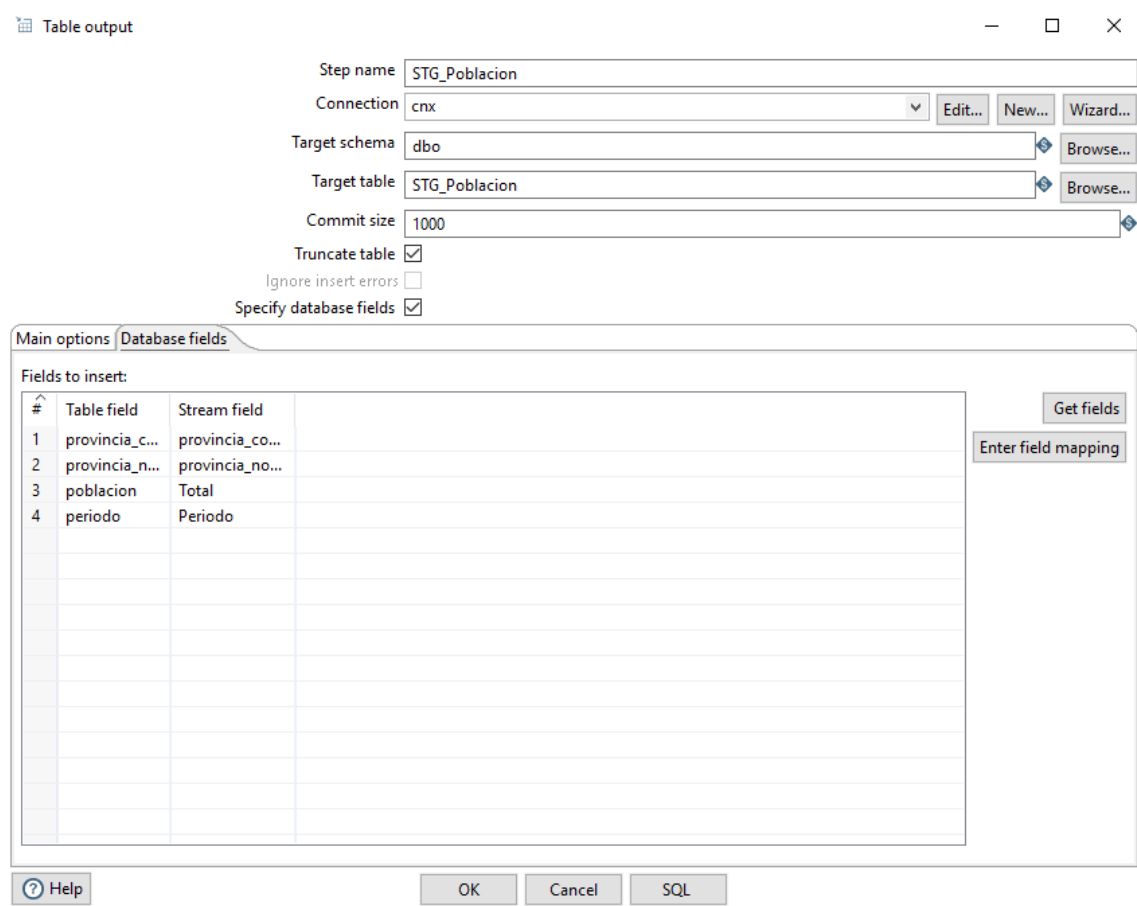 Table output
Step name STG_Poblacion
Connection cnx Edit... New... Wizard...
Target schema dbo Browse...
Target table STG_Poblacion Browse...
Commit size 1000
Truncate table
Ignore insert errors
Specify database fields
Main options Database fields
Fields to insert:
# Table field Stream field Get fields
1 provincia_c... provincia_co... Enter field mapping
2 provincia_n... provincia_no...
3 poblacion Total
4 periodo Periodo
? Help OK Cancel SQL